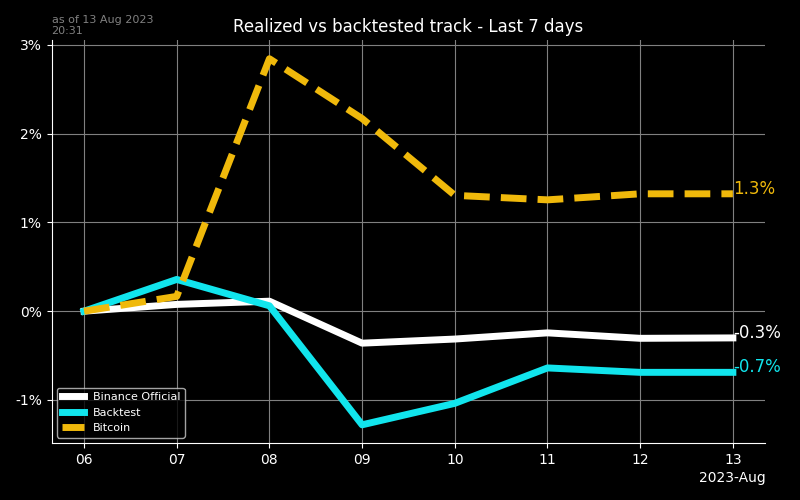 as of 13 Aug 2023
20:31
Realized vs backtested track - Last 7 days
3%
2%
1%
0%
-1%
1.3%
-0.3%
-0.7%
Binance Official
Backtest
Bitcoin
06 07 08 09 10 11 12 13
2023-Aug